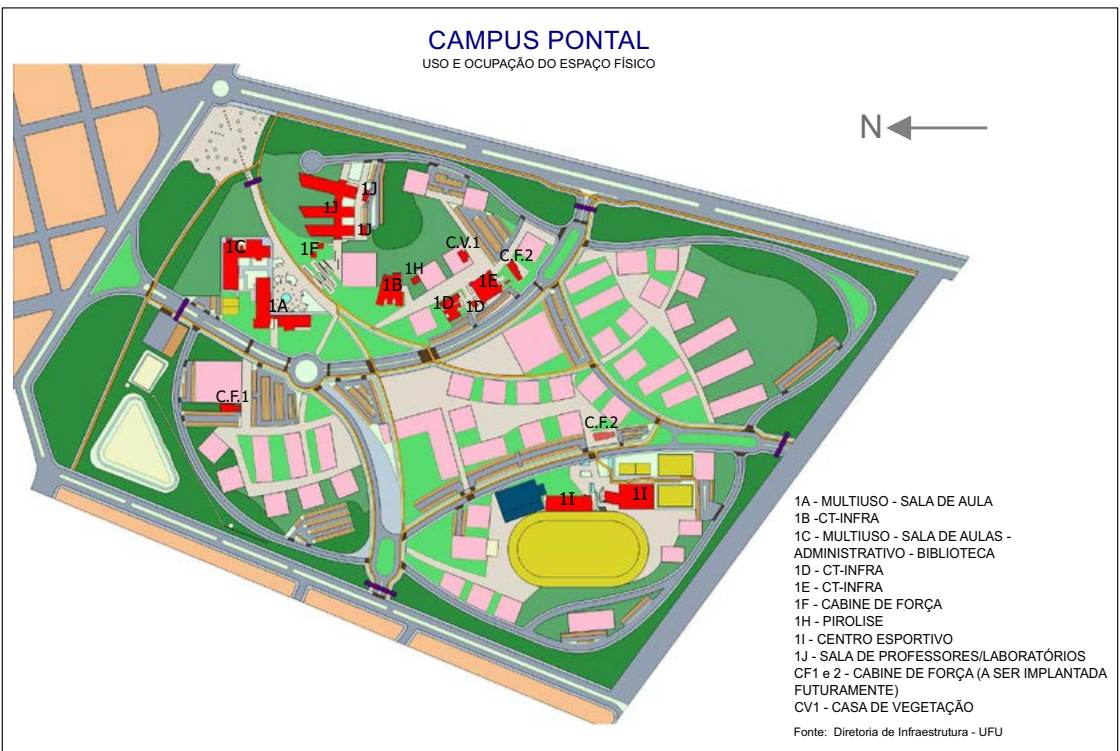 CAMPUS PONTAL
USO E OCUPAÇÃO DO ESPAÇO FÍSICO
N
1J
1J
1J
1C
1F
C.V.1
C.F.2
1H
1B
1E
1A
1D
1D
C.F.1
C.F.2
1I
1I
1A - MULTIUSO - SALA DE AULA
1B -CT-INFRA
1C - MULTIUSO - SALA DE AULAS -
ADMINISTRATIVO - BIBLIOTECA
1D - CT-INFRA
1E - CT-INFRA
1F - CABINE DE FORÇA
1H - PIROLISE
1I - CENTRO ESPORTIVO
1J - SALA DE PROFESSORES/LABORATÓRIOS
CF1 e 2 - CABINE DE FORÇA (A SER IMPLANTADA
FUTURAMENTE)
CV1 - CASA DE VEGETAÇÃO
Fonte: Diretoria de Infraestrutura - UFU